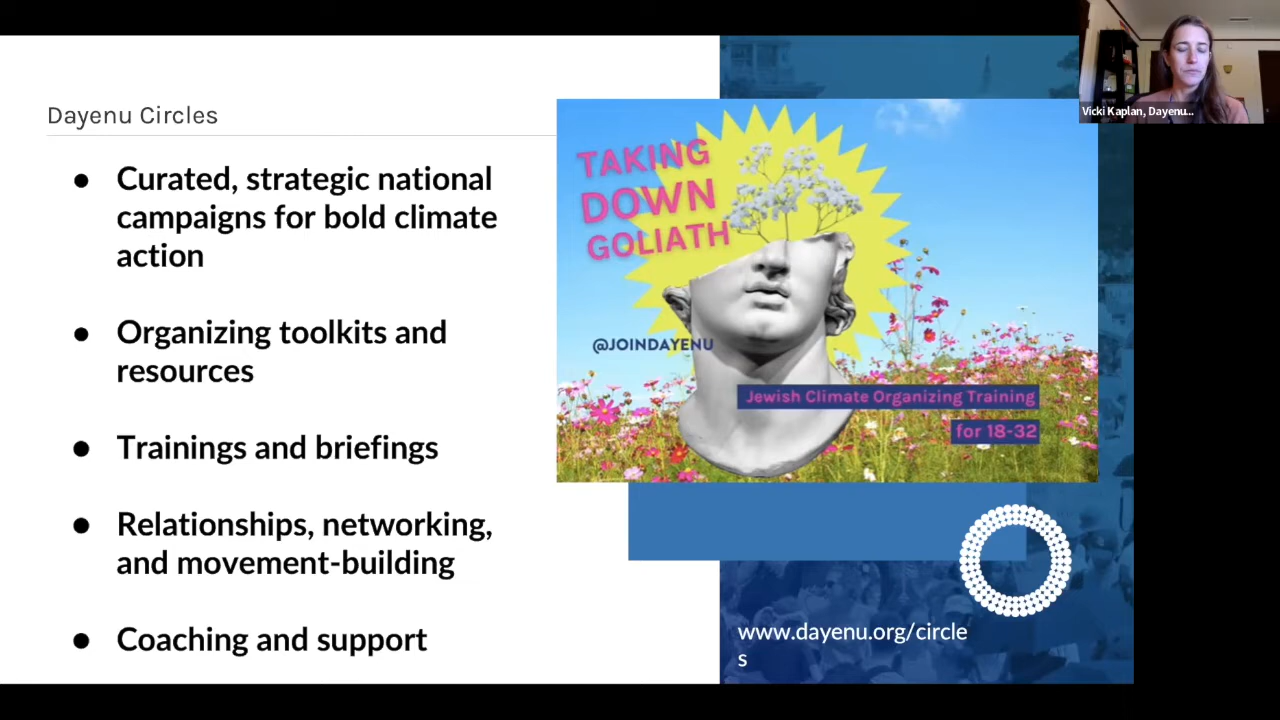 Dayenu Circles
● Curated, strategic national
campaigns for bold climate
action
● Organizing toolkits and
resources
● Trainings and briefings
● Relationships, networking,
and movement-building
● Coaching and support
TAKING
DOWN
GOLIATH
@JOINDAYENU
Jewish Climate Organizing Training
for 18-32
www.dayenu.org/circle
s
Vicki Kaplan, Dayenu...